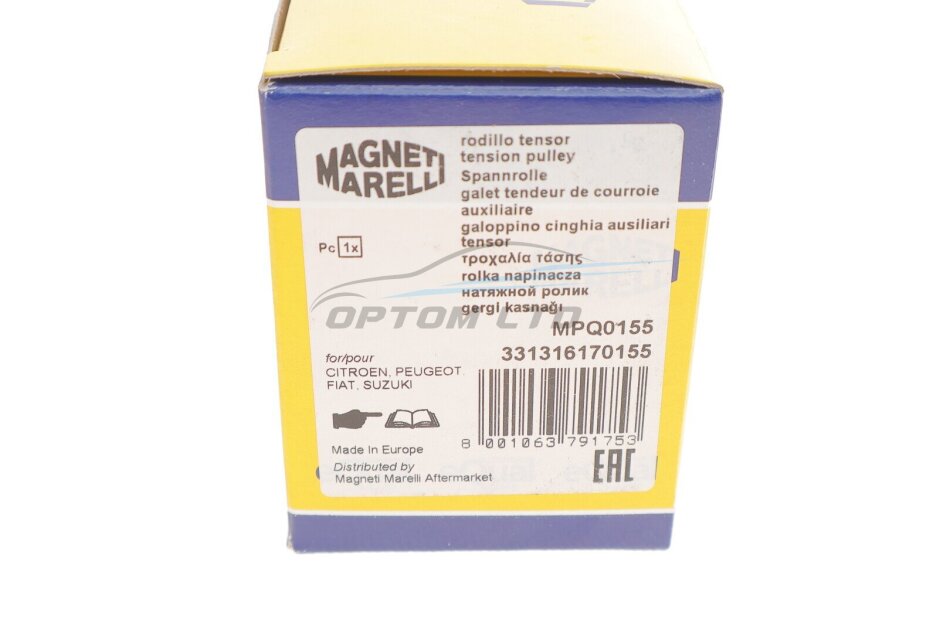 MAGNETI
MARELLI
Pc 1x
rodillo tensor
tension pulley
Spannrolle
galet tendeur de courroie
auxiliaire
galoppino cinghia ausiliari
tensor
τροχαλία τάσης
rolka napinacza
натяжной ролик
gergi kasnağı
OPTOM LTD
MPQ0155
331316170155
for/pour
CITROEN, PEUGEOT,
FIAT, SUZUKI
8 001063 791753
Made In Europe
Distributed by
Magneti Marelli Aftermarket
EAC